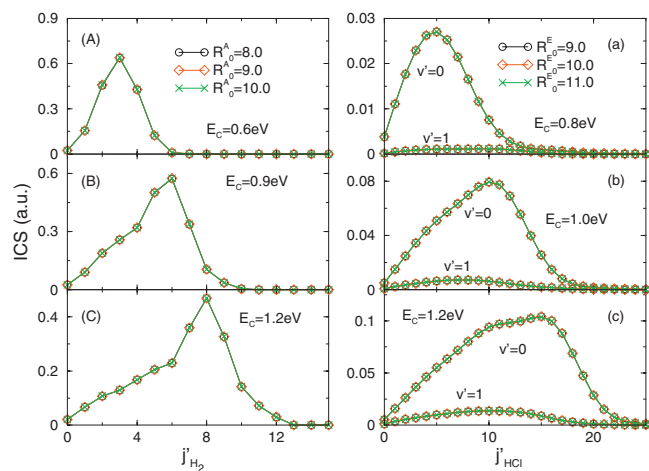 (A)
R^A_0=8.0
R^A_0=9.0
R^A_0=10.0
E_C=0.6eV
0.9
0.6
0.3
0
(B)
E_C=0.9eV
0.6
0.3
0
(C)
E_C=1.2eV
0.4
0.2
0
0 4 8 12
j'_{H_2}
ICS (a.u.)
(a)
R^E_0=9.0
R^E_0=10.0
R^E_0=11.0
v'=0
v'=1
E_C=0.8eV
0.03
0.02
0.01
0
(b)
v'=0
E_C=1.0eV
v'=1
0.08
0.04
0.00
E_C=1.2eV
(c)
v'=0
v'=1
0.1
0.05
0
0 10 20
j'_{HCl}